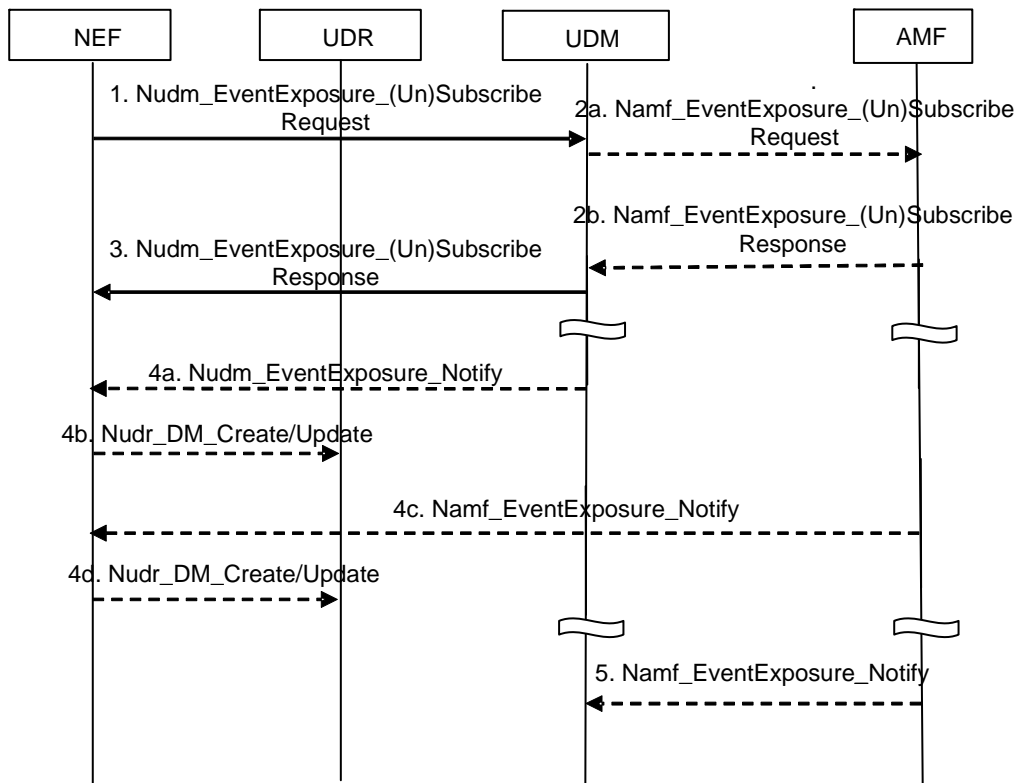 NEF
UDR
UDM
AMF
1. Nudm_EventExposure_(Un)Subscribe
Request
.
2a. Namf_EventExposure_(Un)Subscribe
Request
2b. Namf_EventExposure_(Un)Subscribe
Response
3. Nudm_EventExposure_(Un)Subscribe
Response
4a. Nudm_EventExposure_Notify
4b. Nudr_DM_Create/Update
4c. Namf_EventExposure_Notify
4d. Nudr_DM_Create/Update
5. Namf_EventExposure_Notify